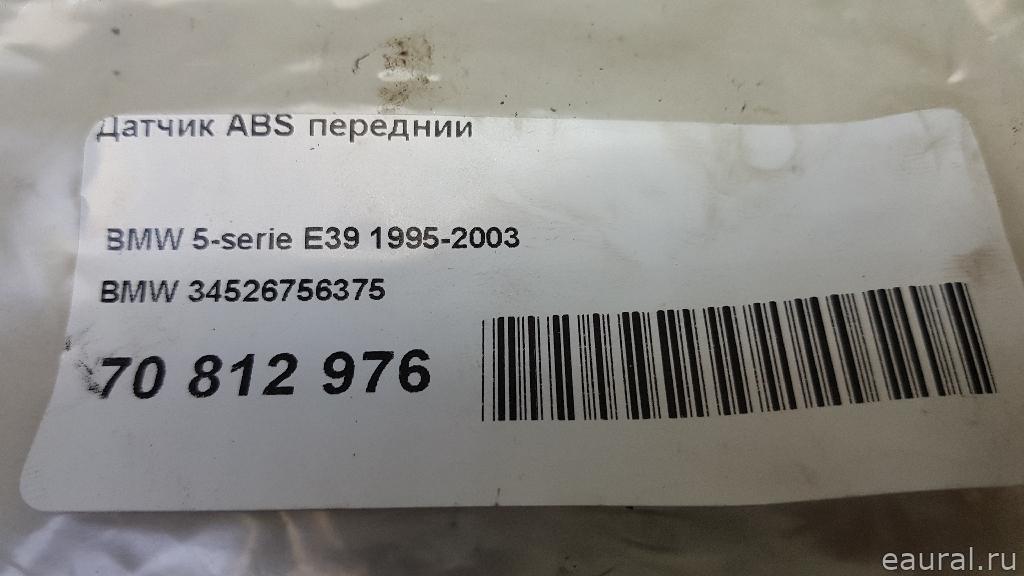 Датчик ABS передний
BMW 5-serie E39 1995-2003
BMW 34526756375
70 812 976
eaural.ru